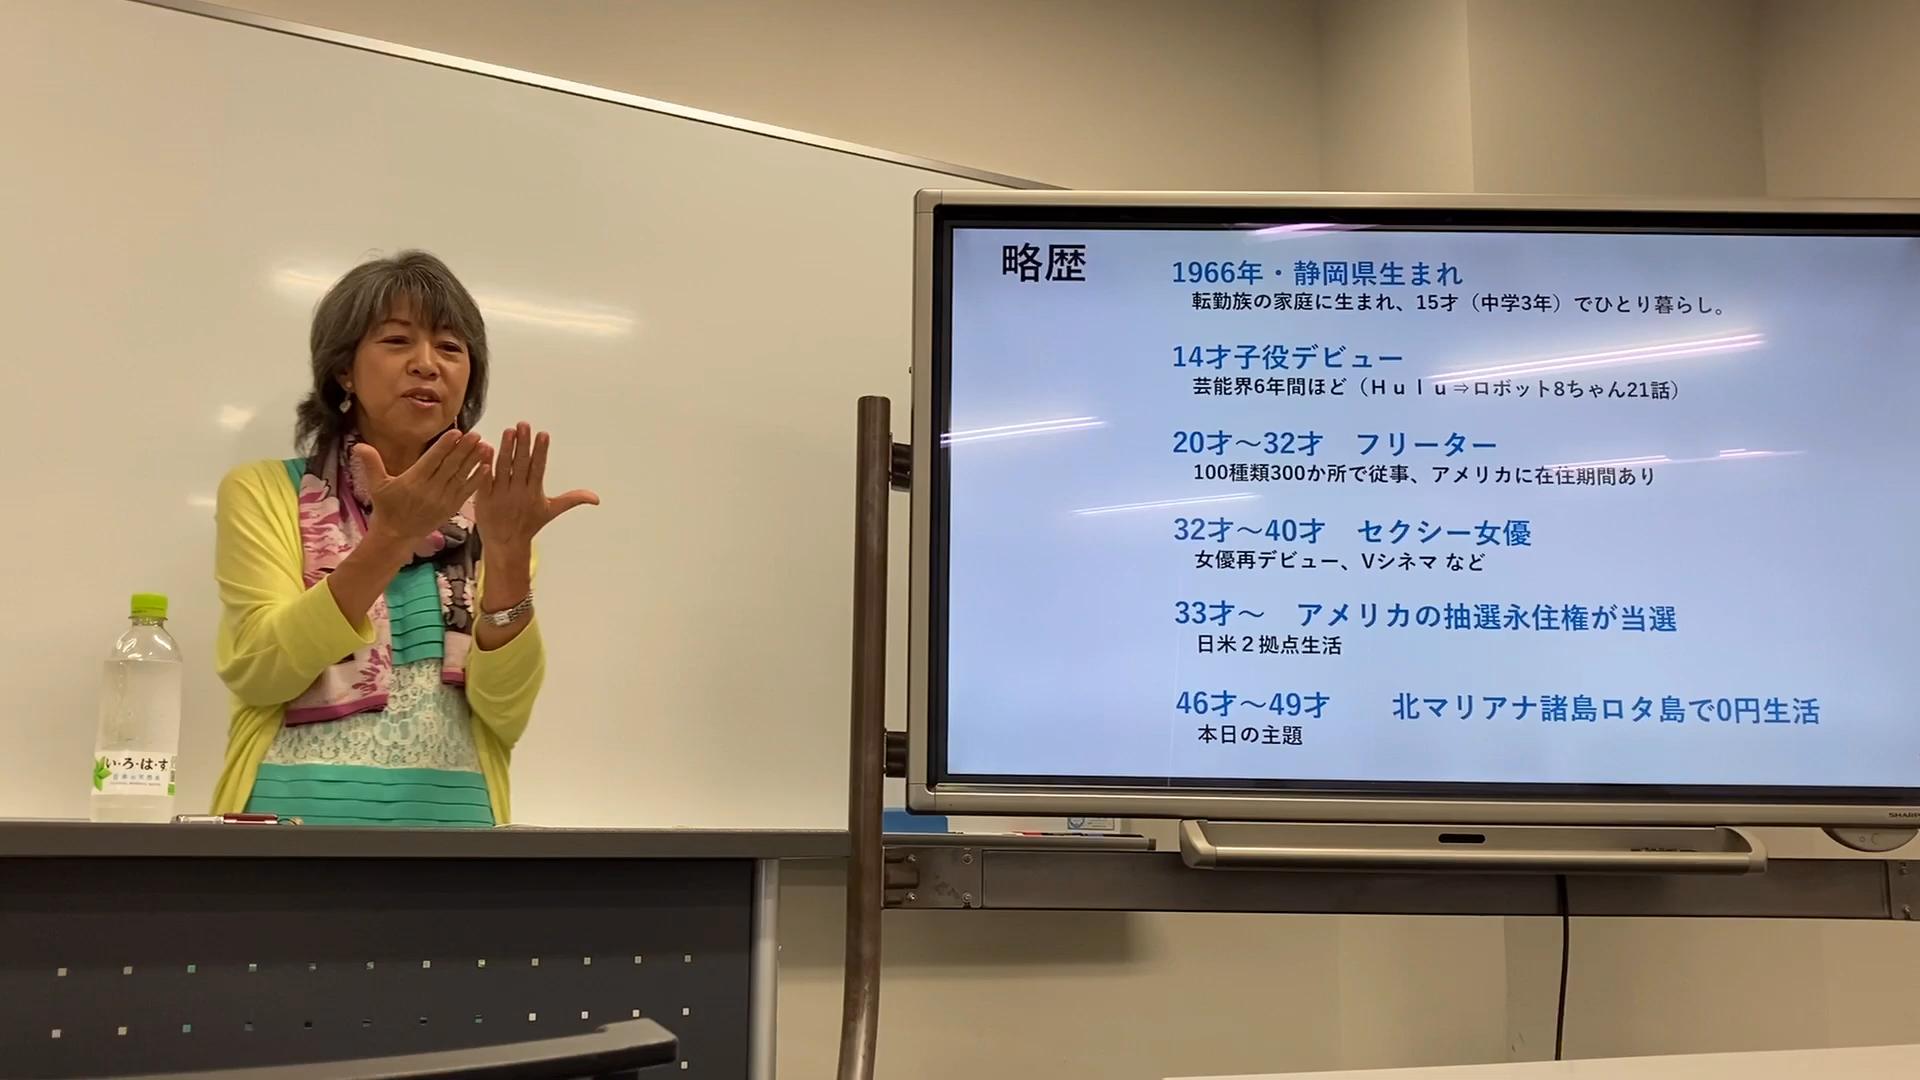 略歴
1966年・静岡県生まれ
転勤族の家庭に生まれ、15才（中学3年）でひとり暮らし。
14才子役デビュー
芸能界6年間ほど（Ｈｕｌｕ⇒ロボット8ちゃん21話）
20才～32才　フリーター
100種類300か所で従事、アメリカに在住期間あり
32才～40才　セクシー女優
女優再デビュー、Vシネマ など
33才～　アメリカの抽選永住権が当選
日米２拠点生活
46才～49才　　北マリアナ諸島ロタ島で0円生活
本日の主題
い・ろ・は・す
SHARP